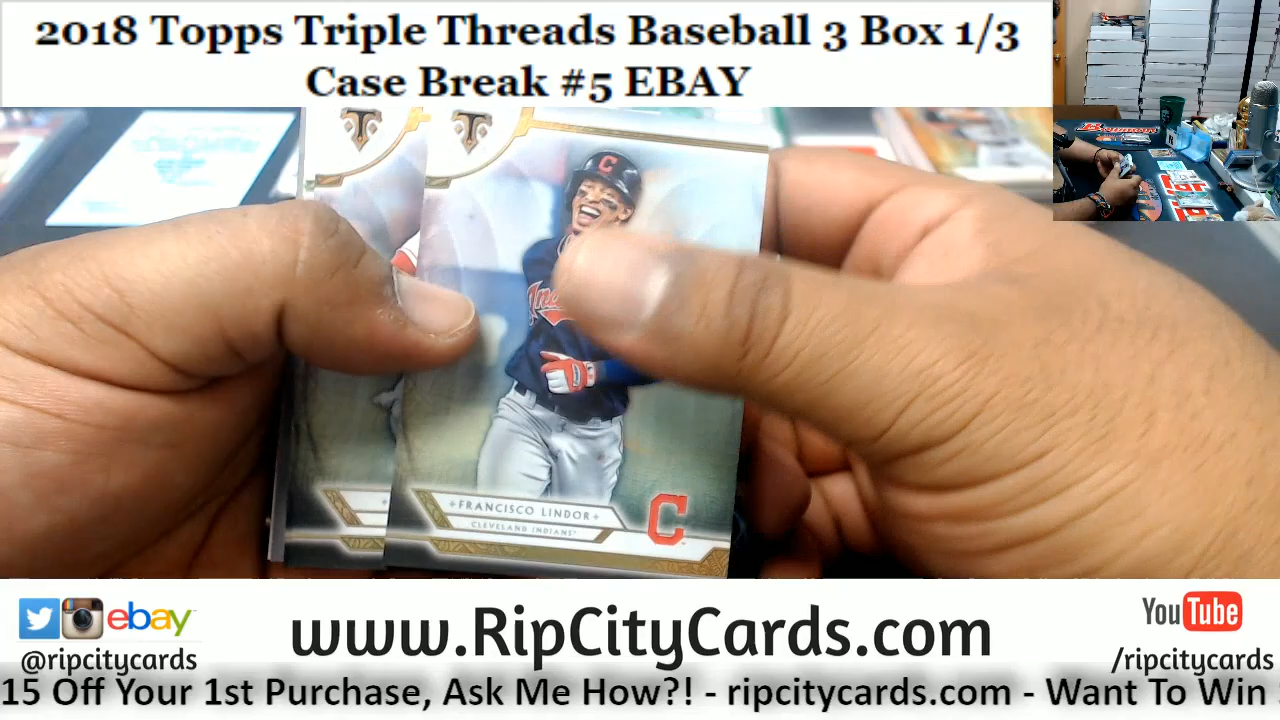 2018 Topps Triple Threads Baseball 3 Box 1/3
Case Break #5 EBAY
T
T
C
Ind
FRANCISCO LINDOR
CLEVELAND INDIANS
C
ebay
@ripcitycards
www.RipCityCards.com
YouTube
/ripcitycards
15 Off Your 1st Purchase, Ask Me How?! - ripcitycards.com - Want To Win